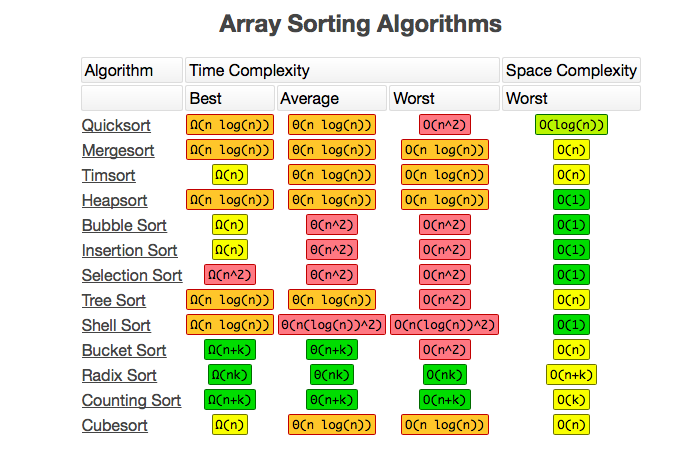 Array Sorting Algorithms
Algorithm Time Complexity Space Complexity
Best Average Worst Worst
Quicksort Ω(n log(n)) Θ(n log(n)) O(n^2) O(log(n))
Mergesort Ω(n log(n)) Θ(n log(n)) O(n log(n)) O(n)
Timsort Ω(n) Θ(n log(n)) O(n log(n)) O(n)
Heapsort Ω(n log(n)) Θ(n log(n)) O(n log(n)) O(1)
Bubble Sort Ω(n) Θ(n^2) O(n^2) O(1)
Insertion Sort Ω(n) Θ(n^2) O(n^2) O(1)
Selection Sort Ω(n^2) Θ(n^2) O(n^2) O(1)
Tree Sort Ω(n log(n)) Θ(n log(n)) O(n^2) O(n)
Shell Sort Ω(n log(n)) Θ(n(log(n))^2) O(n(log(n))^2) O(1)
Bucket Sort Ω(n+k) Θ(n+k) O(n^2) O(n)
Radix Sort Ω(nk) Θ(nk) O(nk) O(n+k)
Counting Sort Ω(n+k) Θ(n+k) O(n+k) O(k)
Cubesort Ω(n) Θ(n log(n)) O(n log(n)) O(n)